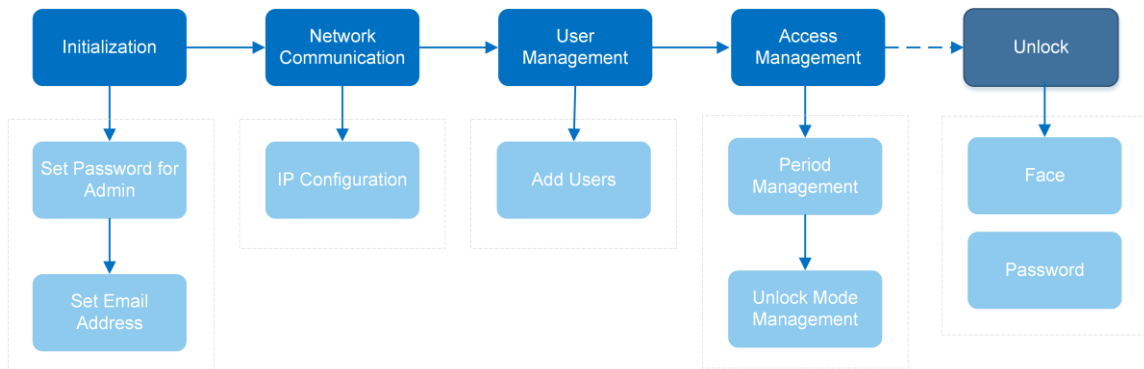 Initialization
Network
Communication
User
Management
Access
Management
Unlock
Set Password for
Admin
IP Configuration
Add Users
Period
Management
Face
Set Email
Address
Unlock Mode
Management
Password